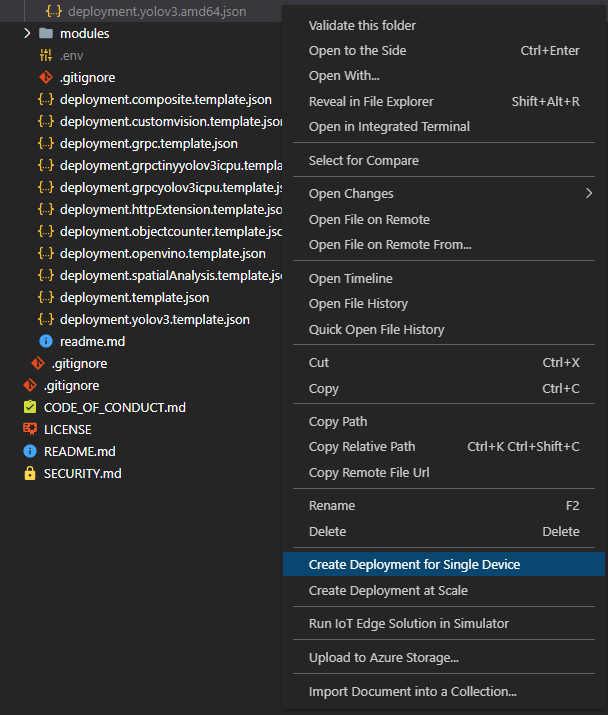 deployment.yolov3.amd64.json
modules
.env
.gitignore
deployment.composite.template.json
deployment.customvision.template.json
deployment.grpc.template.json
deployment.grpctinyyolov3icpu.templa
deployment.grpcyolov3icpu.template.js
deployment.httpExtension.template.jso
deployment.objectcounter.template.jso
deployment.openvino.template.json
deployment.spatialAnalysis.template.jso
deployment.template.json
deployment.yolov3.template.json
readme.md
.gitignore
.gitignore
CODE_OF_CONDUCT.md
LICENSE
README.md
SECURITY.md
Validate this folder
Open to the Side Ctrl+Enter
Open With...
Reveal in File Explorer Shift+Alt+R
Open in Integrated Terminal
Select for Compare
Open Changes
Open File on Remote
Open File on Remote From...
Open Timeline
Open File History
Quick Open File History
Cut Ctrl+X
Copy Ctrl+C
Copy Path
Copy Relative Path Ctrl+K Ctrl+Shift+C
Copy Remote File Url
Rename F2
Delete Delete
Create Deployment for Single Device
Create Deployment at Scale
Run IoT Edge Solution in Simulator
Upload to Azure Storage...
Import Document into a Collection...